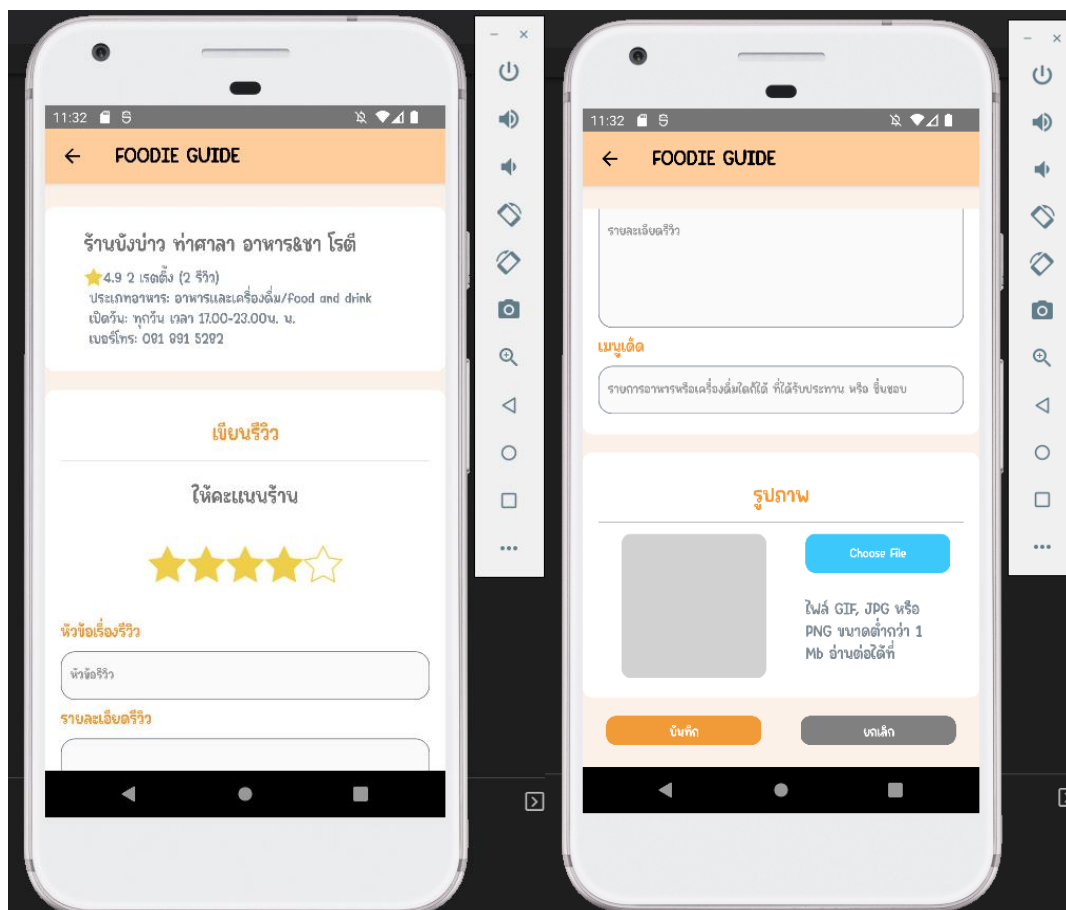 11:32
FOODIE GUIDE
ร้านบังบ่าว ท่าศาลา อาหาร&ชา โรตี
4.9 2 เรตติ้ง (2 รีวิว)
ประเภทอาหาร: อาหารและเครื่องดื่ม/food and drink
เปิดวัน: ทุกวัน เวลา 17.00-23.00น. น.
เบอร์โทร: 081 891 5282
เขียนรีวิว
ให้คะแนนร้าน
หัวข้อเรื่องรีวิว
หัวข้อรีวิว
รายละเอียดรีวิว
11:32
FOODIE GUIDE
รายละเอียดรีวิว
เมนูเด็ด
รายการอาหารหรือเครื่องดื่มใดก็ได้ ที่ได้รับประทาน หรือ ชื่นชอบ
รูปภาพ
Choose File
ไฟล์ GIF, JPG หรือ
PNG ขนาดต่ำกว่า 1
Mb อ่านต่อได้ที่
บันทึก
ยกเลิก